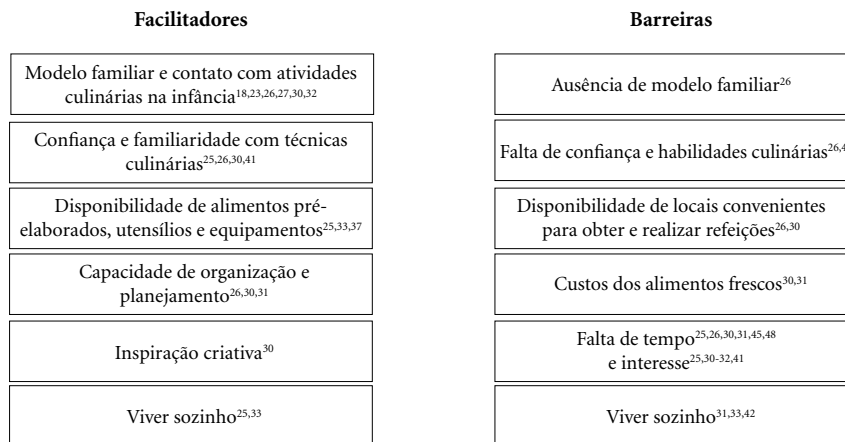 Facilitadores
Modelo familiar e contato com atividades
culinárias na infância18,23,26,27,30,32
Confiança e familiaridade com técnicas
culinárias25,26,30,41
Disponibilidade de alimentos pré-
elaborados, utensílios e equipamentos25,33,37
Capacidade de organização e
planejamento26,30,31
Inspiração criativa30
Viver sozinho25,33
Barreiras
Ausência de modelo familiar26
Falta de confiança e habilidades culinárias26,4
Disponibilidade de locais convenientes
para obter e realizar refeições26,30
Custos dos alimentos frescos30,31
Falta de tempo25,26,30,31,45,48
e interesse25,30-32,41
Viver sozinho31,33,42